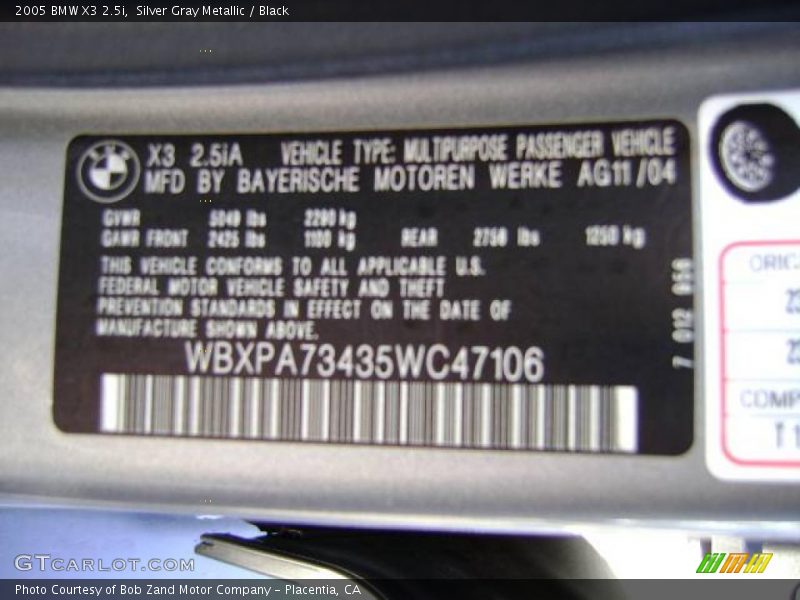 2005 BMW X3 2.5i, Silver Gray Metallic / Black
X3 2.5iA VEHICLE TYPE: MULTIPURPOSE PASSENGER VEHICLE
MFD BY BAYERISCHE MOTOREN WERKE AG 11/04
GVWR 5049 lbs 2290 kg
GAWR FRONT 2425 lbs 1100 kg REAR 2756 lbs 1250 kg
THIS VEHICLE CONFORMS TO ALL APPLICABLE U.S.
FEDERAL MOTOR VEHICLE SAFETY AND THEFT
PREVENTION STANDARDS IN EFFECT ON THE DATE OF
MANUFACTURE SHOWN ABOVE.
WBXPA73435WC47106
7 012
ORIG
COMP
T 1
GTcarlot.com
Photo Courtesy of Bob Zand Motor Company - Placentia, CA